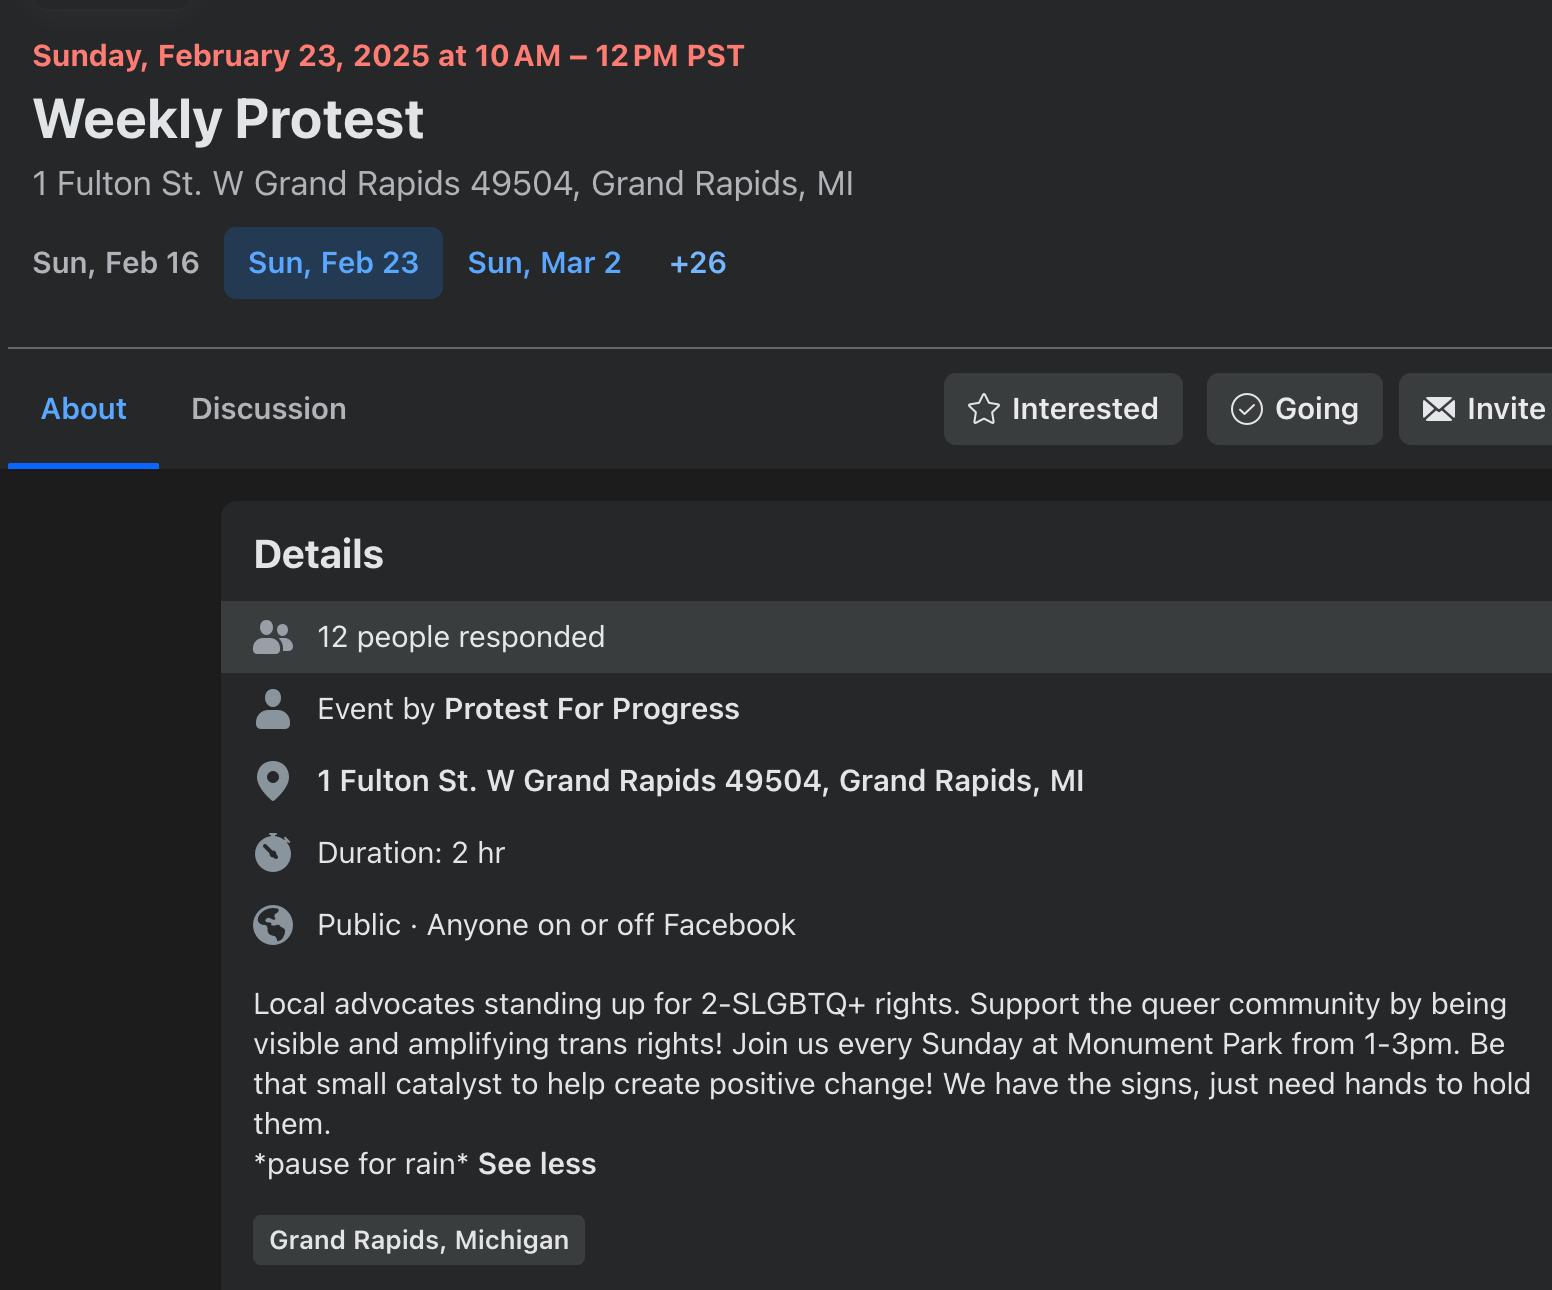 Sunday, February 23, 2025 at 10 AM – 12 PM PST
Weekly Protest
1 Fulton St. W Grand Rapids 49504, Grand Rapids, MI
Sun, Feb 16 Sun, Feb 23 Sun, Mar 2 +26
About Discussion Interested Going Invite
Details
12 people responded
Event by Protest For Progress
1 Fulton St. W Grand Rapids 49504, Grand Rapids, MI
Duration: 2 hr
Public · Anyone on or off Facebook
Local advocates standing up for 2-SLGBTQ+ rights. Support the queer community by being
visible and amplifying trans rights! Join us every Sunday at Monument Park from 1-3pm. Be
that small catalyst to help create positive change! We have the signs, just need hands to hold
them.
*pause for rain* See less
Grand Rapids, Michigan